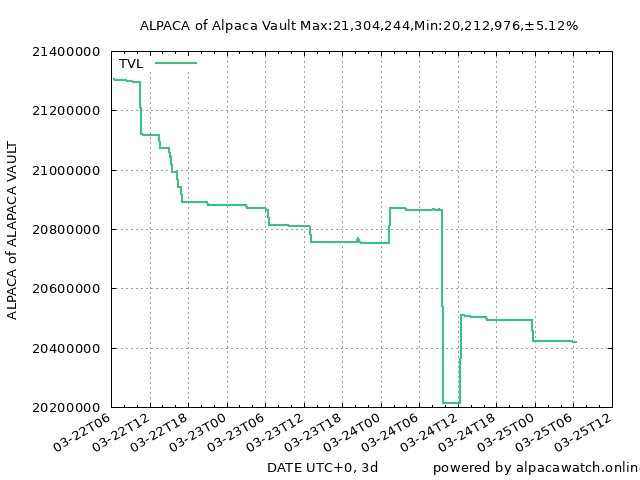 ALPACA of Alpaca Vault Max:21,304,244,Min:20,212,976,±5.12%
TVL
21400000
21200000
21000000
20800000
20600000
20400000
20200000
ALPACA of ALAPACA VAULT
03-22T06
03-22T12
03-22T18
03-23T00
03-23T06
03-23T12
03-23T18
03-24T00
03-24T06
03-24T12
03-24T18
03-25T00
03-25T06
03-25T12
DATE UTC+0, 3d
powered by alpacawatch.onlin